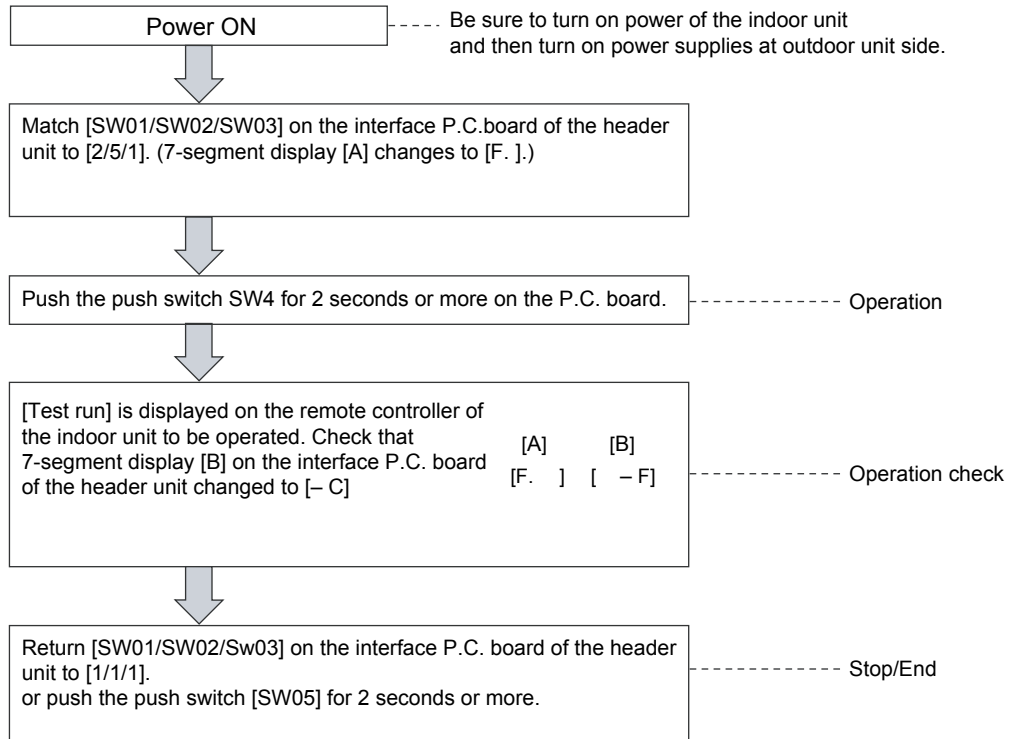 Power ON
Be sure to turn on power of the indoor unit
and then turn on power supplies at outdoor unit side.
Match [SW01/SW02/SW03] on the interface P.C.board of the header
unit to [2/5/1]. (7-segment display [A] changes to [F. ].)
Push the push switch SW4 for 2 seconds or more on the P.C. board.
Operation
[Test run] is displayed on the remote controller of
the indoor unit to be operated. Check that
7-segment display [B] on the interface P.C. board
of the header unit changed to [– C]
[A] [B]
[F. ] [ – F]
Operation check
Return [SW01/SW02/Sw03] on the interface P.C. board of the header
unit to [1/1/1].
or push the push switch [SW05] for 2 seconds or more.
Stop/End